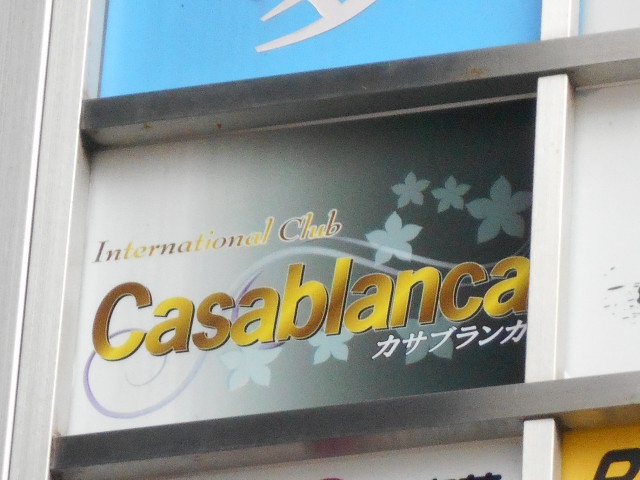 International Club
Casablanca
カサブランカ